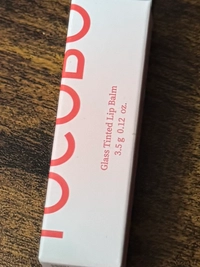 TOCOBO
Glass Tinted Lip Balm
3.5 g 0.12 oz.